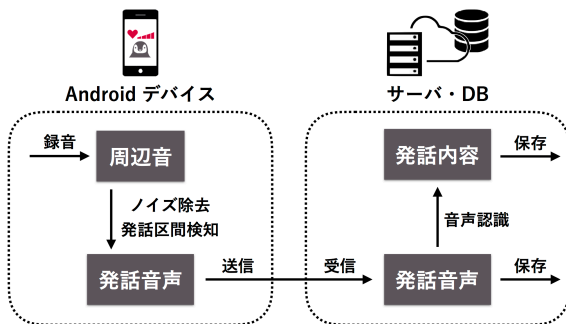 Android デバイス
サーバ・DB
録音
周辺音
ノイズ除去
発話区間検知
発話音声
送信
受信
発話内容
保存
音声認識
発話音声
保存